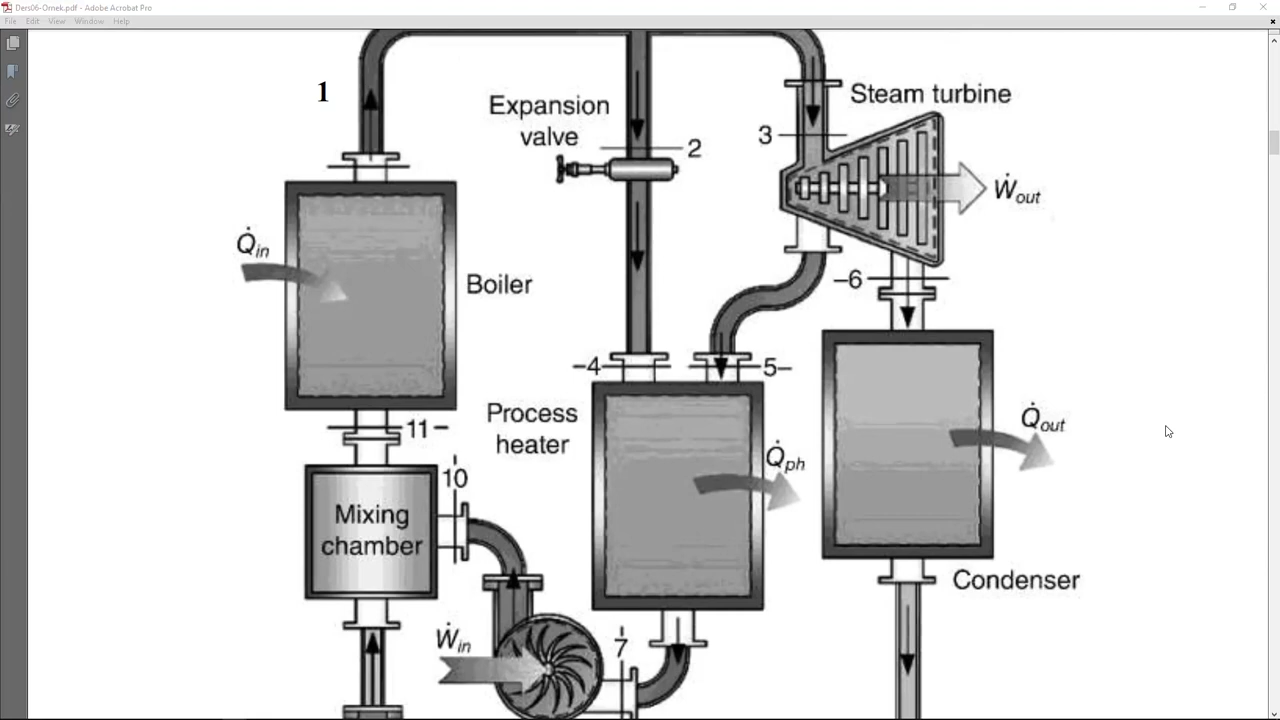 Ders06-Ornek.pdf - Adobe Acrobat Pro
File Edit View Window Help
1
Expansion
valve
2
3
Steam turbine
Ẇout
Q̇in
Boiler
6
4
5
Process
heater
Q̇ph
Q̇out
11
10
Mixing
chamber
Condenser
Ẇin
7